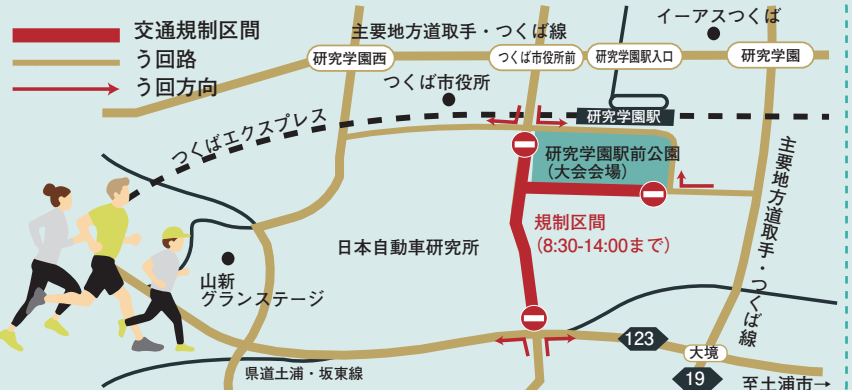 交通規制区間
う回路
う回方向
主要地方道取手・つくば線
イーアスつくば
研究学園西
つくば市役所前
研究学園駅入口
研究学園
つくば市役所
研究学園駅
つくばエクスプレス
研究学園駅前公園
(大会会場)
主要地方道取手・つくば線
規制区間
(8:30-14:00まで)
日本自動車研究所
山新
グランステージ
123
大境
県道土浦・坂東線
19
至土浦市→